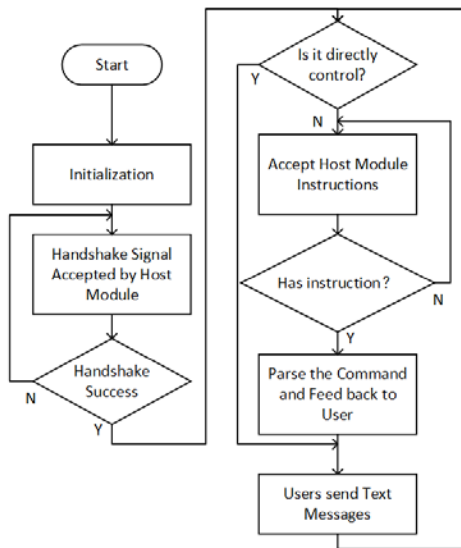 Start
Initialization
Handshake Signal
Accepted by Host
Module
Handshake
Success
N
Y
Is it directly
control?
Y
N
Accept Host Module
Instructions
Has instruction?
N
Y
Parse the Command
and Feed back to
User
Users send Text
Messages